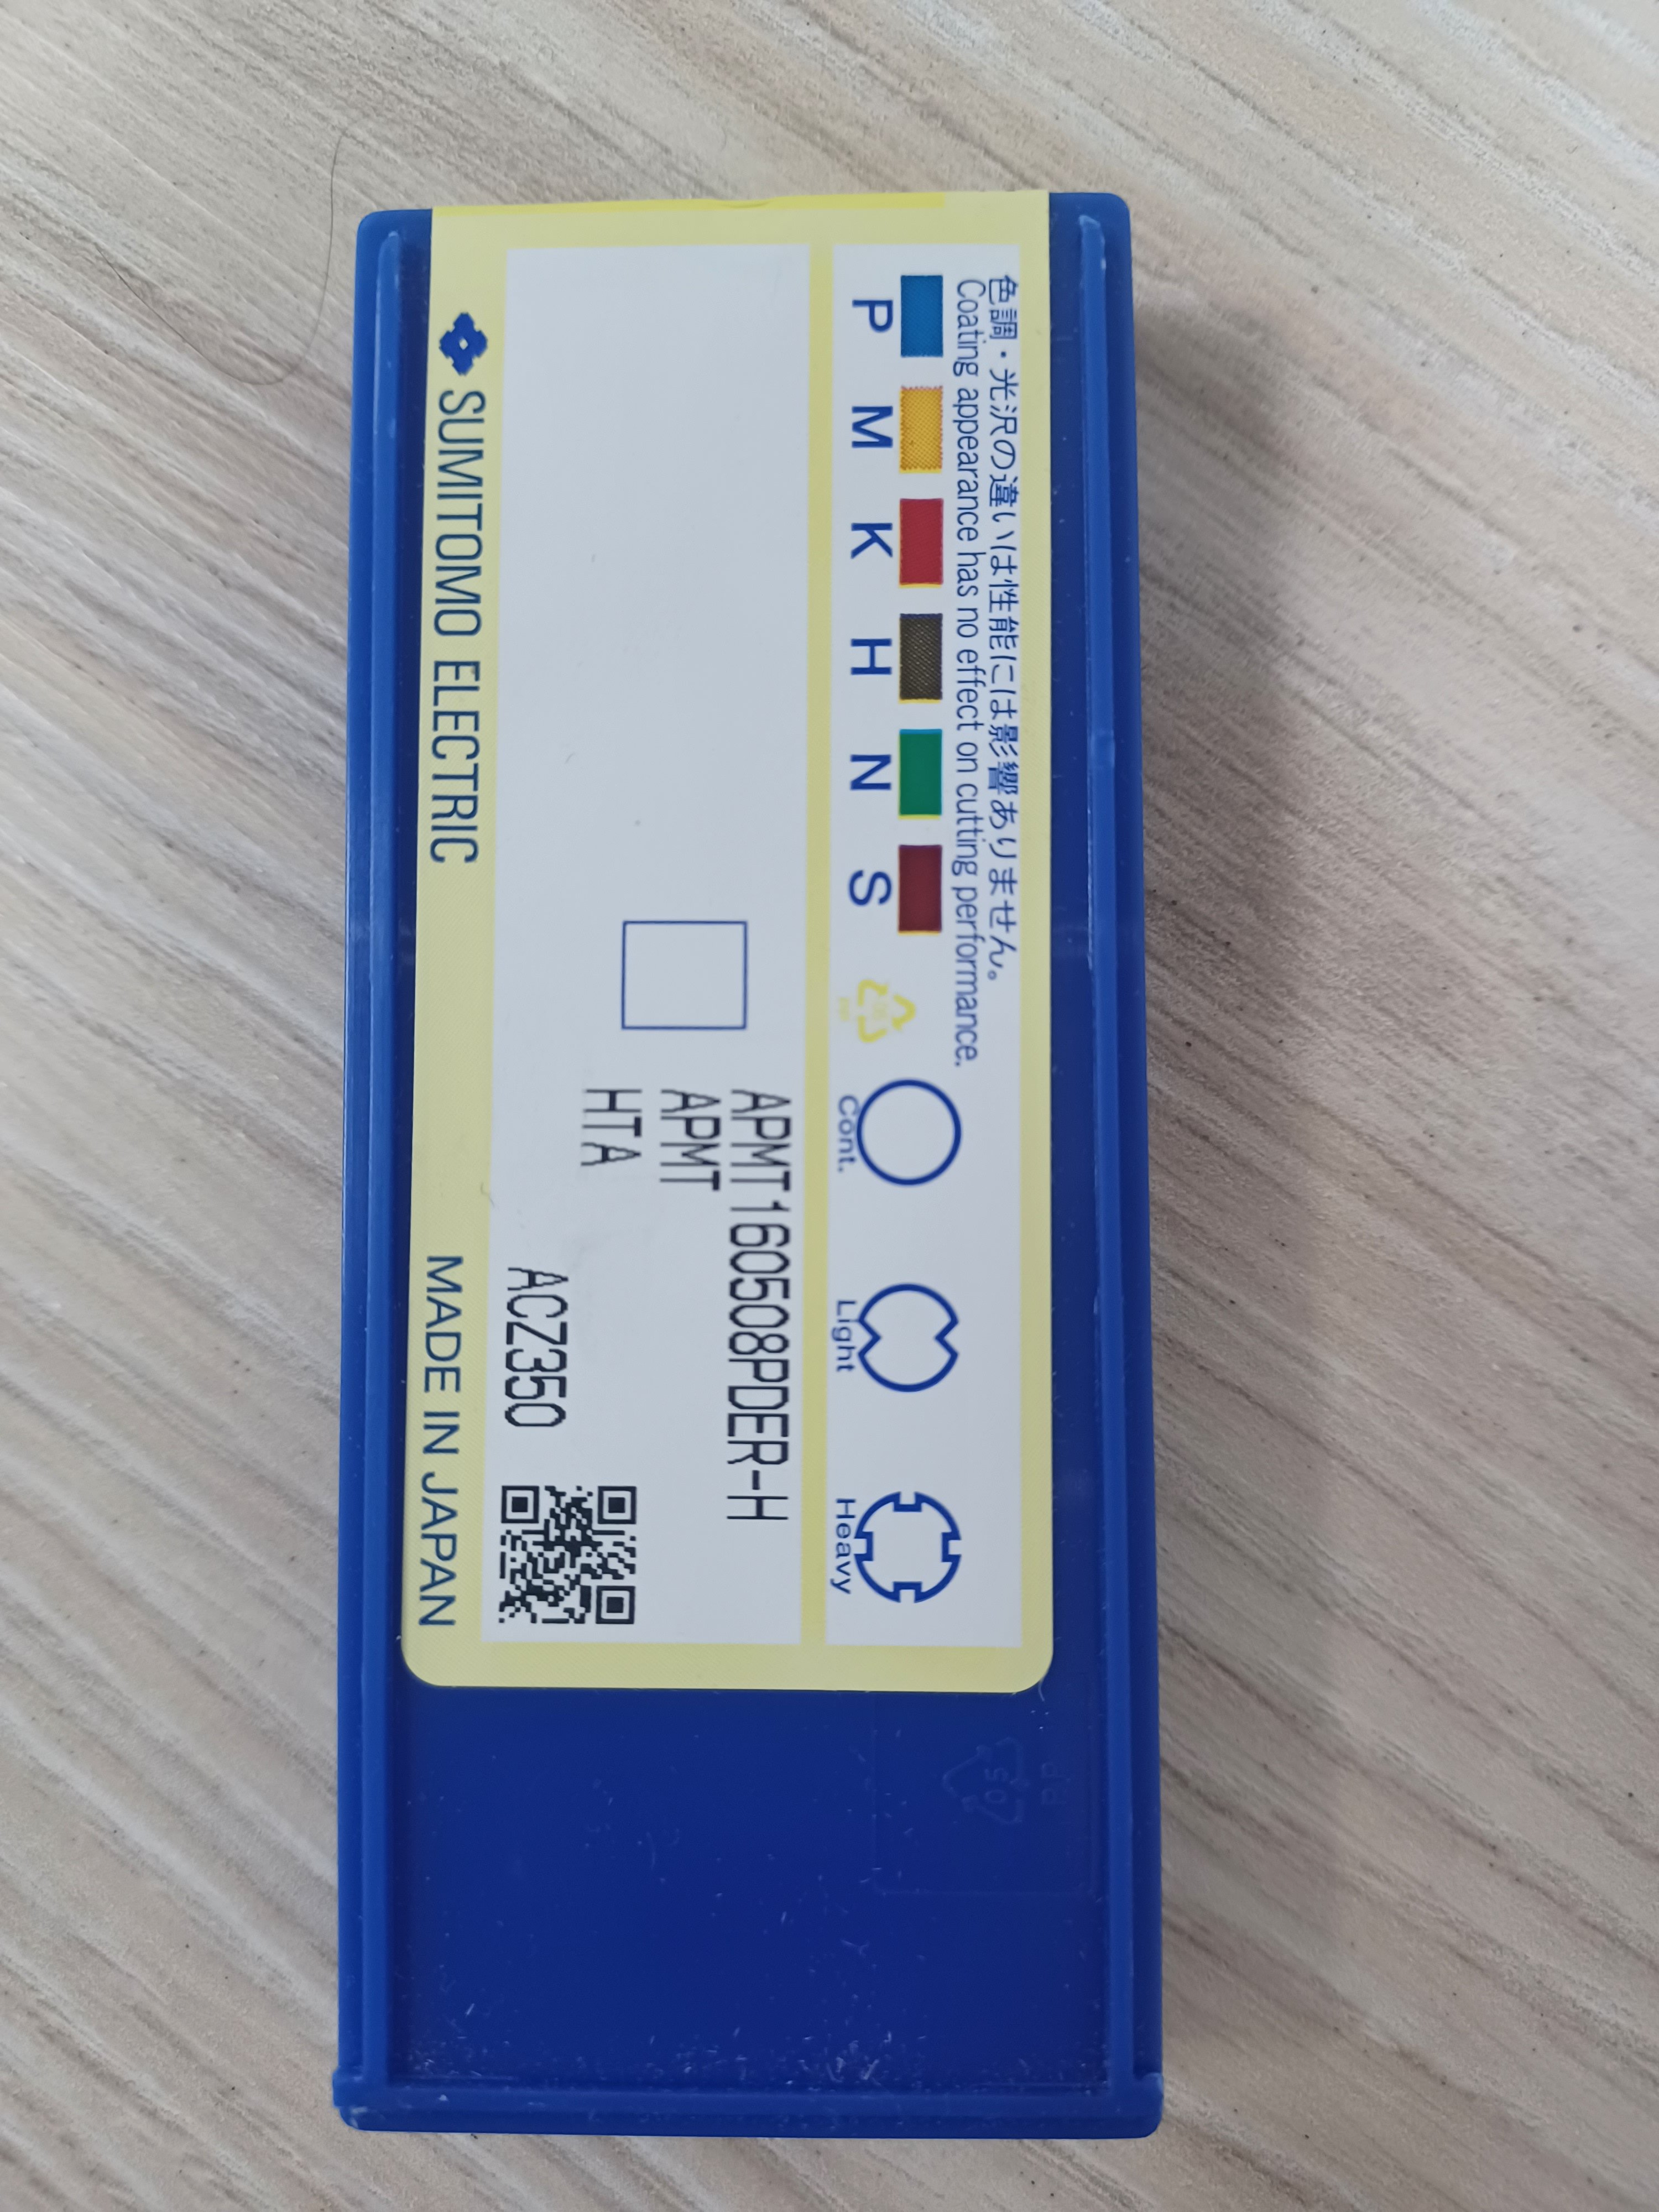 色調・光沢の違いは性能には影響ありません。
Coating appearance has no effect on cutting performance.
P M K H N S
Cont. Light Heavy
APMT160508PDER-H
APMT
HTA
ACZ350
SUMITOMO ELECTRIC MADE IN JAPAN
05
PP